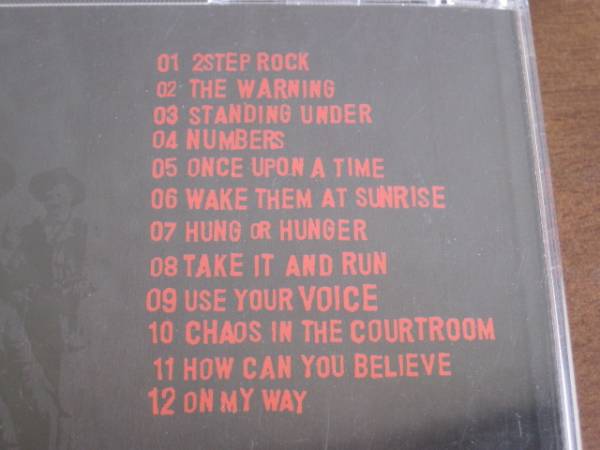 01 2STEP ROCK
02 THE WARNING
03 STANDING UNDER
04 NUMBERS
05 ONCE UPON A TIME
06 WAKE THEM AT SUNRISE
07 HUNG OR HUNGER
08 TAKE IT AND RUN
09 USE YOUR VOICE
10 CHAOS IN THE COURTROOM
11 HOW CAN YOU BELIEVE
12 ON MY WAY